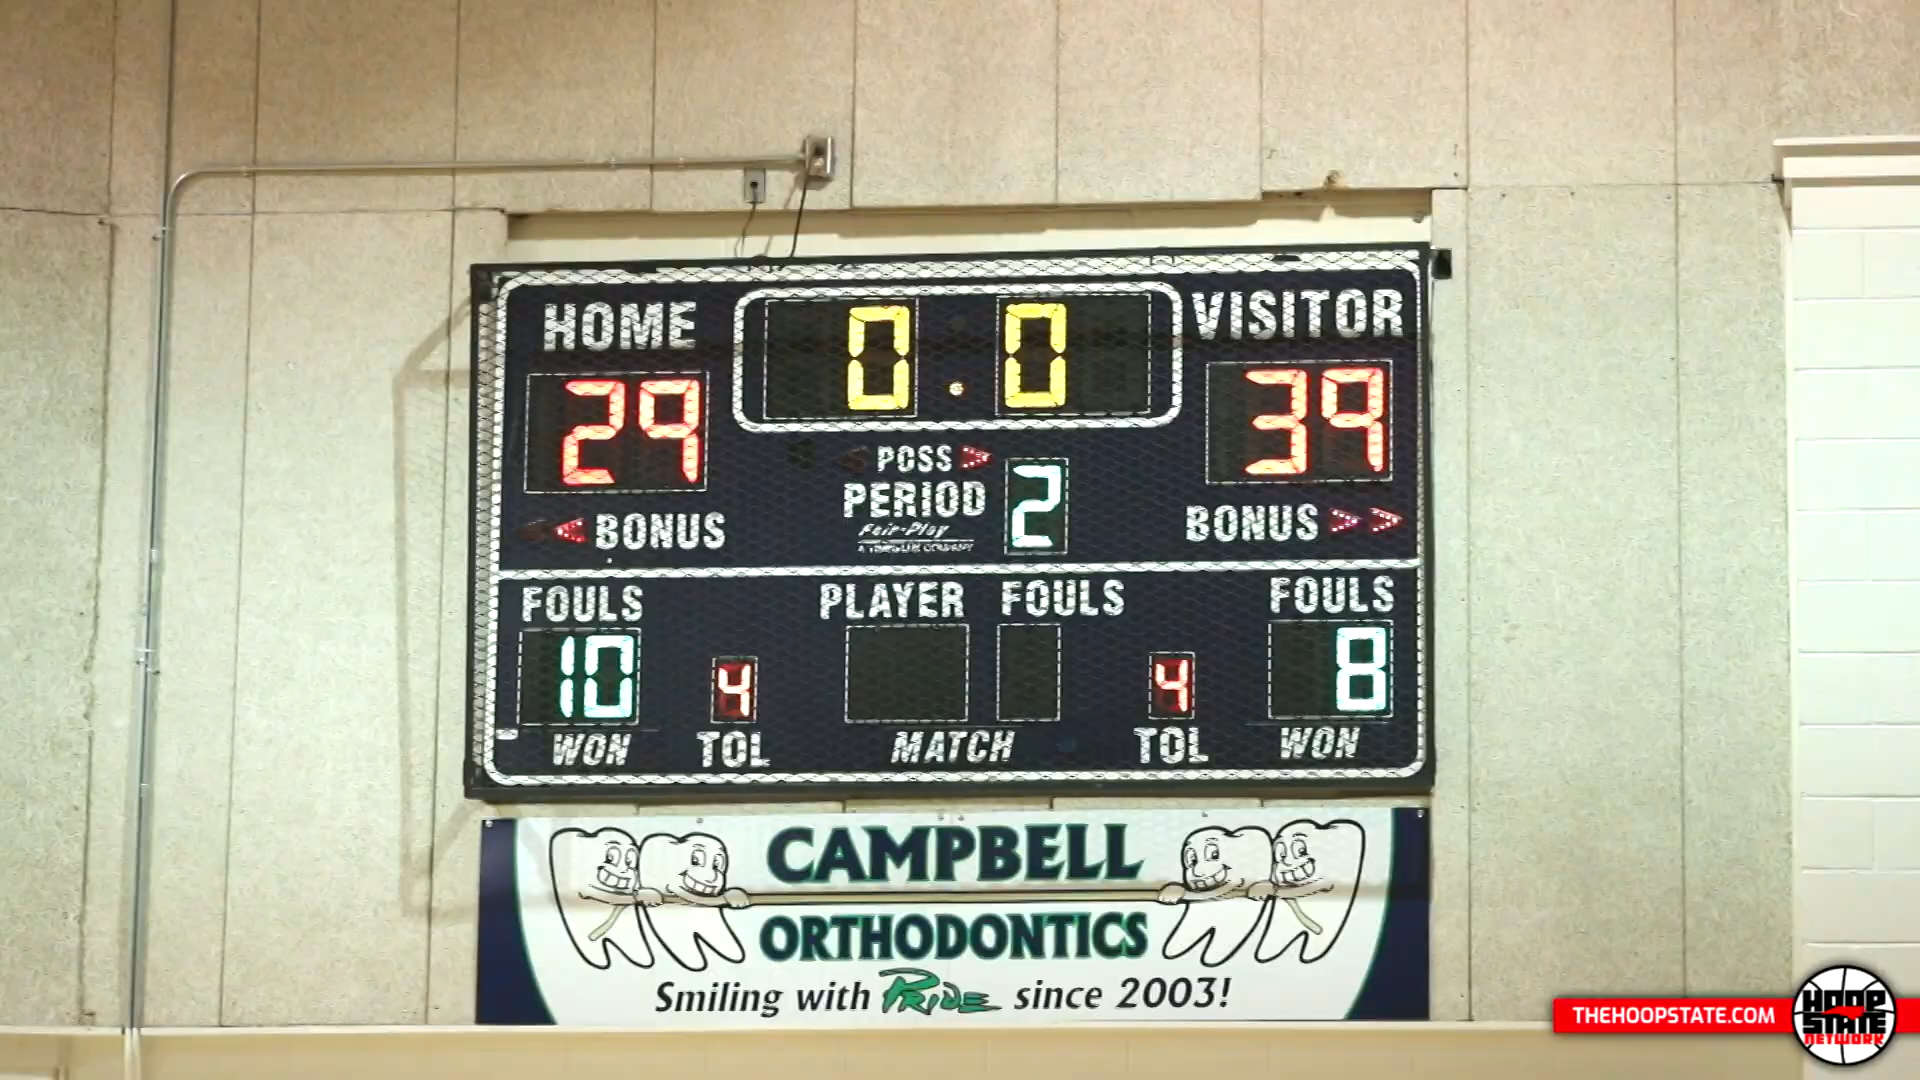 HOME 0.0 VISITOR
29 39
POSS
PERIOD 2
Fair-Play
BONUS BONUS
FOULS PLAYER FOULS FOULS
10 4 4 8
WON TOL MATCH TOL WON
CAMPBELL
ORTHODONTICS
Smiling with PRIDE since 2003!
THEHOOPSTATE.COM
HOOP
STATE
NETWORK